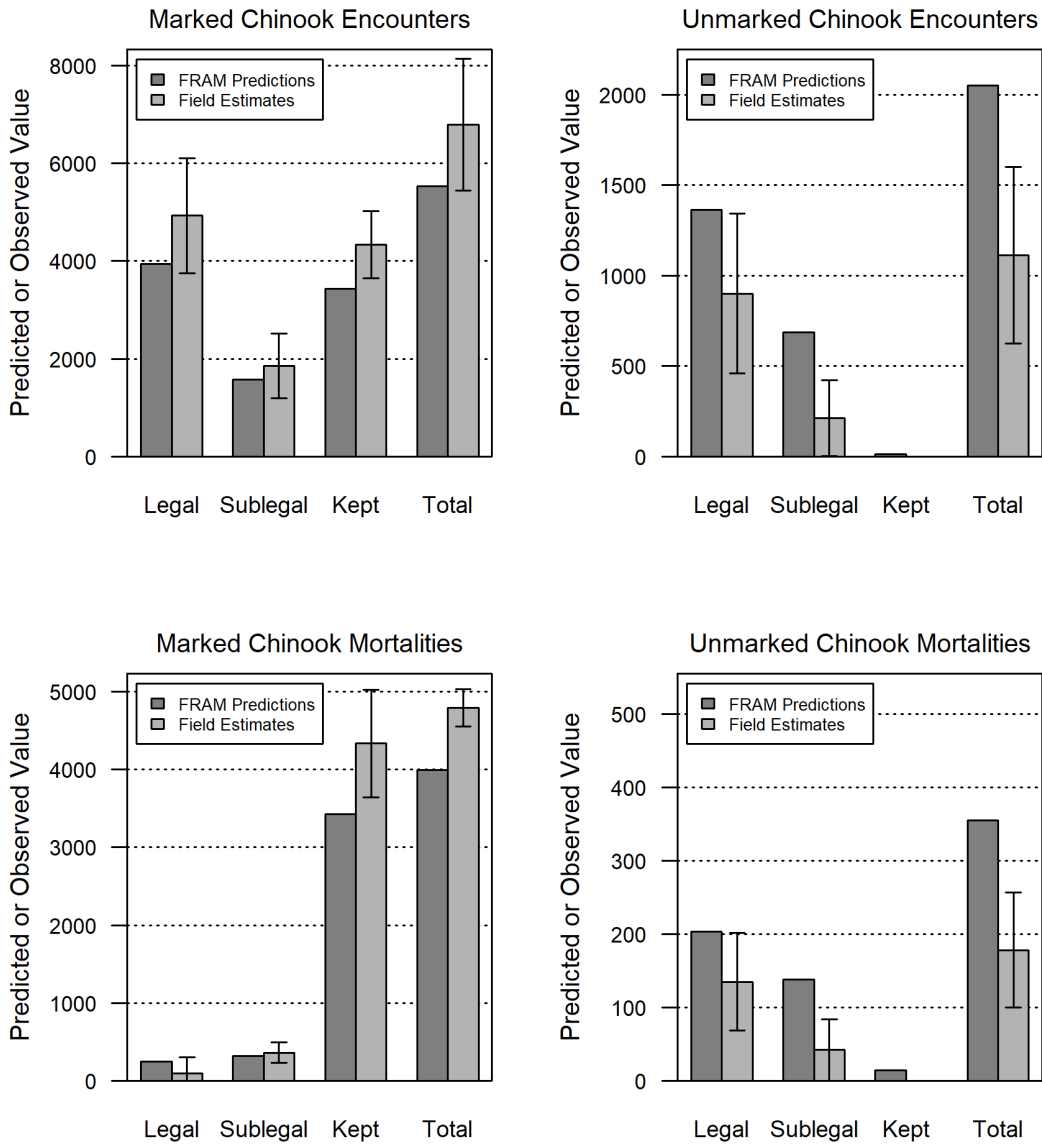 Marked Chinook Encounters
Predicted or Observed Value
8000
6000
4000
2000
0
FRAM Predictions
Field Estimates
Legal Sublegal Kept Total
Unmarked Chinook Encounters
Predicted or Observed Value
2000
1500
1000
500
0
FRAM Predictions
Field Estimates
Legal Sublegal Kept Total
Marked Chinook Mortalities
Predicted or Observed Value
5000
4000
3000
2000
1000
0
FRAM Predictions
Field Estimates
Legal Sublegal Kept Total
Unmarked Chinook Mortalities
Predicted or Observed Value
500
400
300
200
100
0
FRAM Predictions
Field Estimates
Legal Sublegal Kept Total